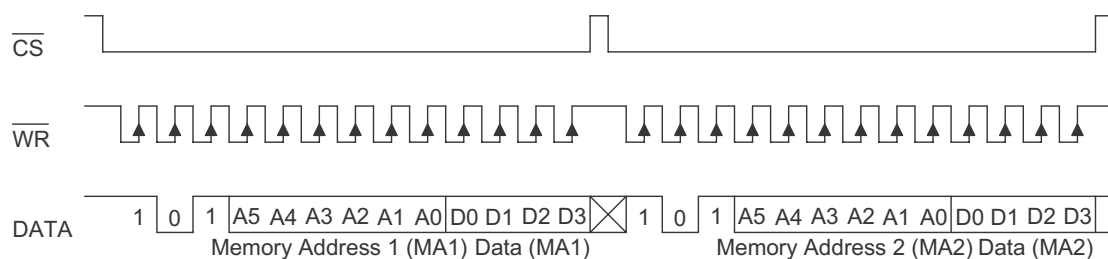 CS
WR
DATA 1 0 1 A5 A4 A3 A2 A1 A0 D0 D1 D2 D3 1 0 1 A5 A4 A3 A2 A1 A0 D0 D1 D2 D3
Memory Address 1 (MA1) Data (MA1) Memory Address 2 (MA2) Data (MA2)